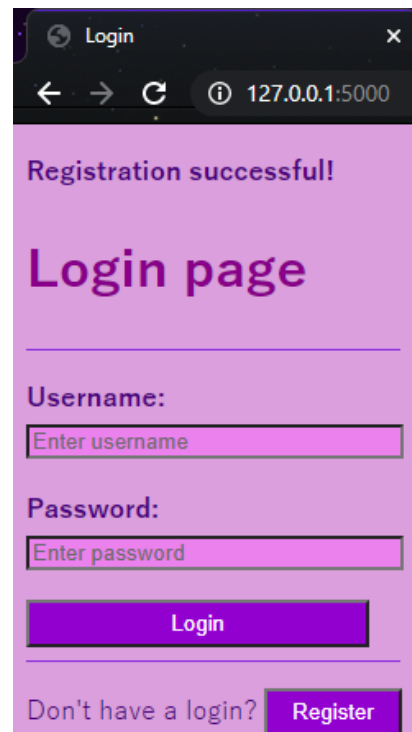 Login
127.0.0.1:5000
Registration successful!
Login page
Username:
Enter username
Password:
Enter password
Login
Don't have a login? Register